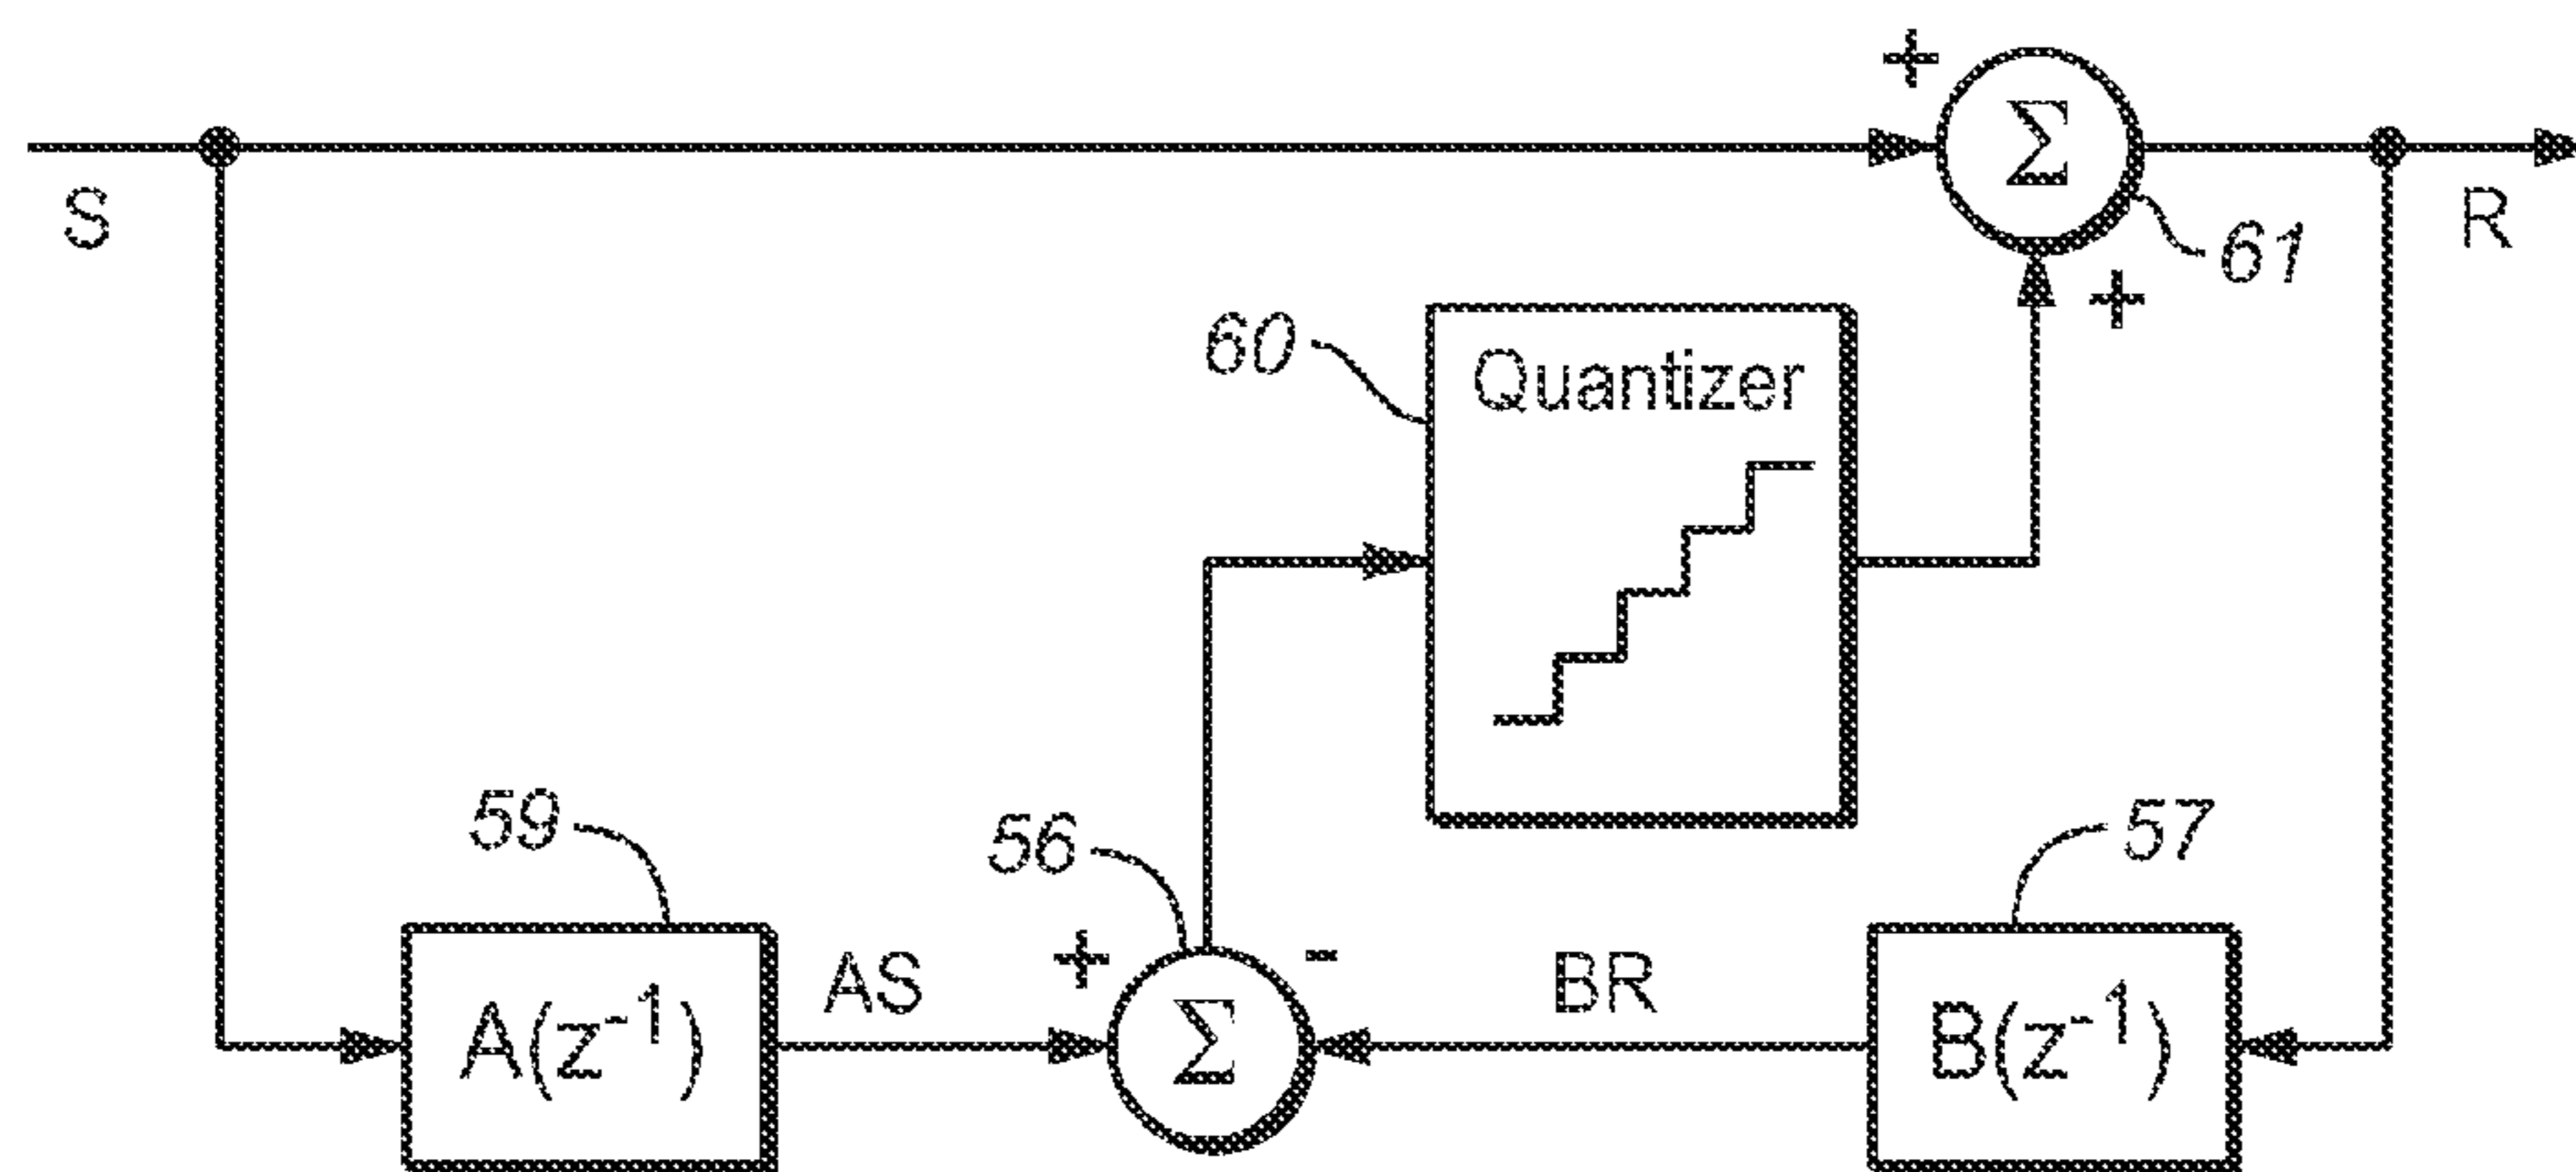 +
Σ
S
61
R
+
60
Quantizer
59
56
57
+
-
AS
BR
A(z⁻¹)
Σ
B(z⁻¹)